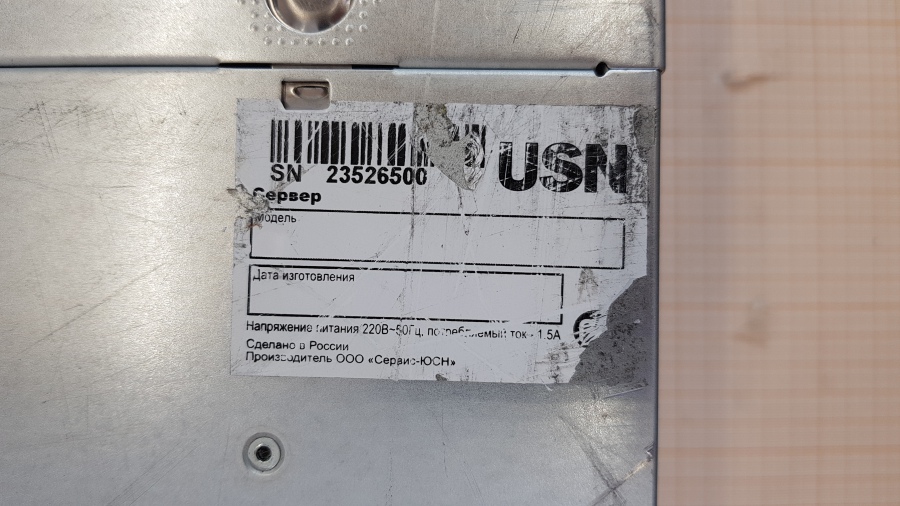 USN
SN 23526500
Сервер
Модель
Дата изготовления
Напряжение питания 220В~50Гц, потребляемый ток - 1.5А
Сделано в России
Производитель ООО «Сервис-ЮСН»